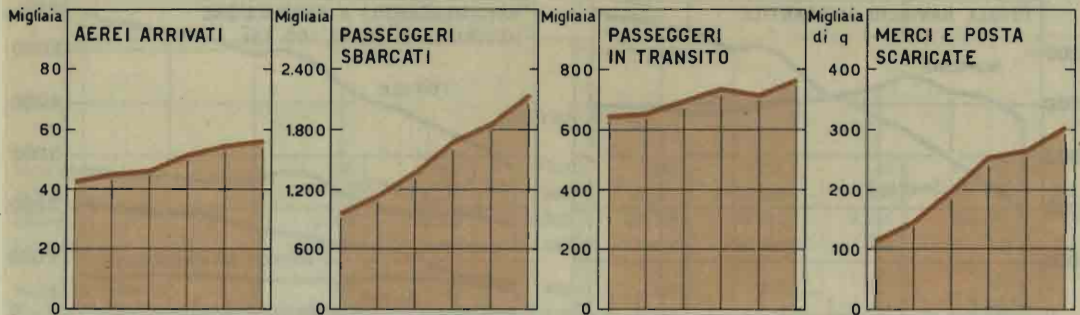 Migliaia
AEREI ARRIVATI
80
60
40
20
0
Migliaia
PASSEGGERI
SBARCATI
2.400
1.800
1.200
600
0
Migliaia
PASSEGGERI
IN TRANSITO
800
600
400
200
0
Migliaia
di q
MERCI E POSTA
SCARICATE
400
300
200
100
0